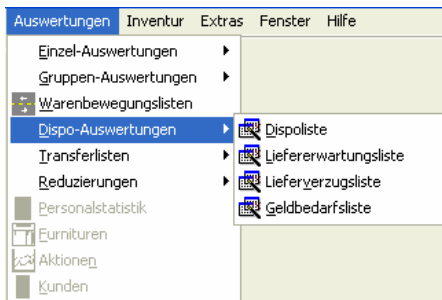 Auswertungen Inventur Extras Fenster Hilfe
Einzel-Auswertungen
Gruppen-Auswertungen
Warenbewegungslisten
Dispo-Auswertungen
Dispoliste
Transferlisten
Liefererwartungsliste
Reduzierungen
Lieferverzugsliste
Personalstatistik
Geldbedarfsliste
Furnituren
Aktionen
Kunden